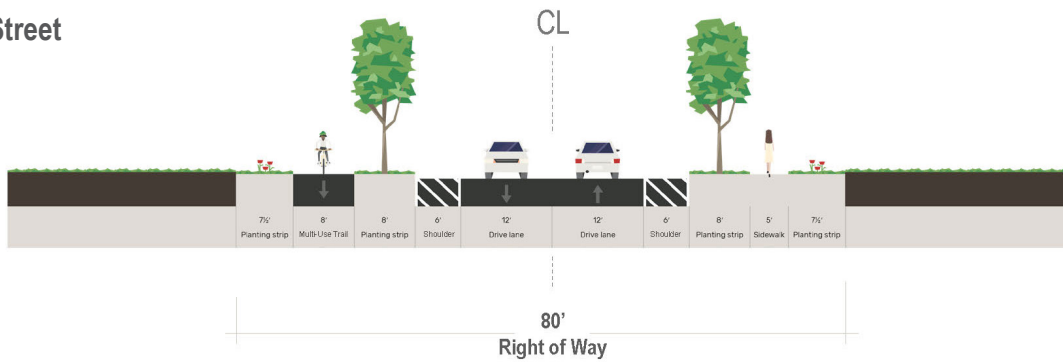 Street
CL
7½' 8' 8' 6' 12' 12' 6' 8' 5' 7½'
Planting strip Multi-Use Trail Planting strip Shoulder Drive lane Drive lane Shoulder Planting strip Sidewalk Planting strip
80'
Right of Way